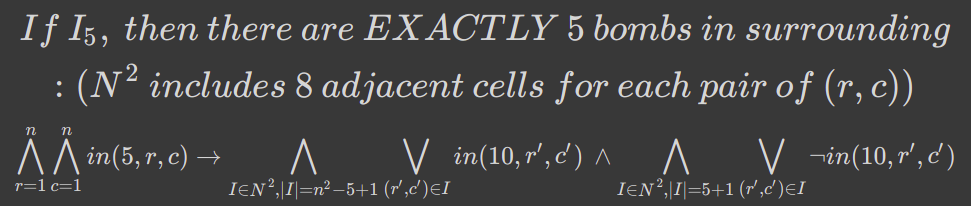 If I₅, then there are EXACTLY 5 bombs in surrounding
: (N² includes 8 adjacent cells for each pair of (r, c))
⋀_{r=1}^{n} ⋀_{c=1}^{n} in(5, r, c) → ⋀_{I∈N²,|I|=n²−5+1} ⋁_{(r′,c′)∈I} in(10, r′, c′) ∧ ⋀_{I∈N²,|I|=5+1} ⋁_{(r′,c′)∈I} ¬in(10, r′, c′)